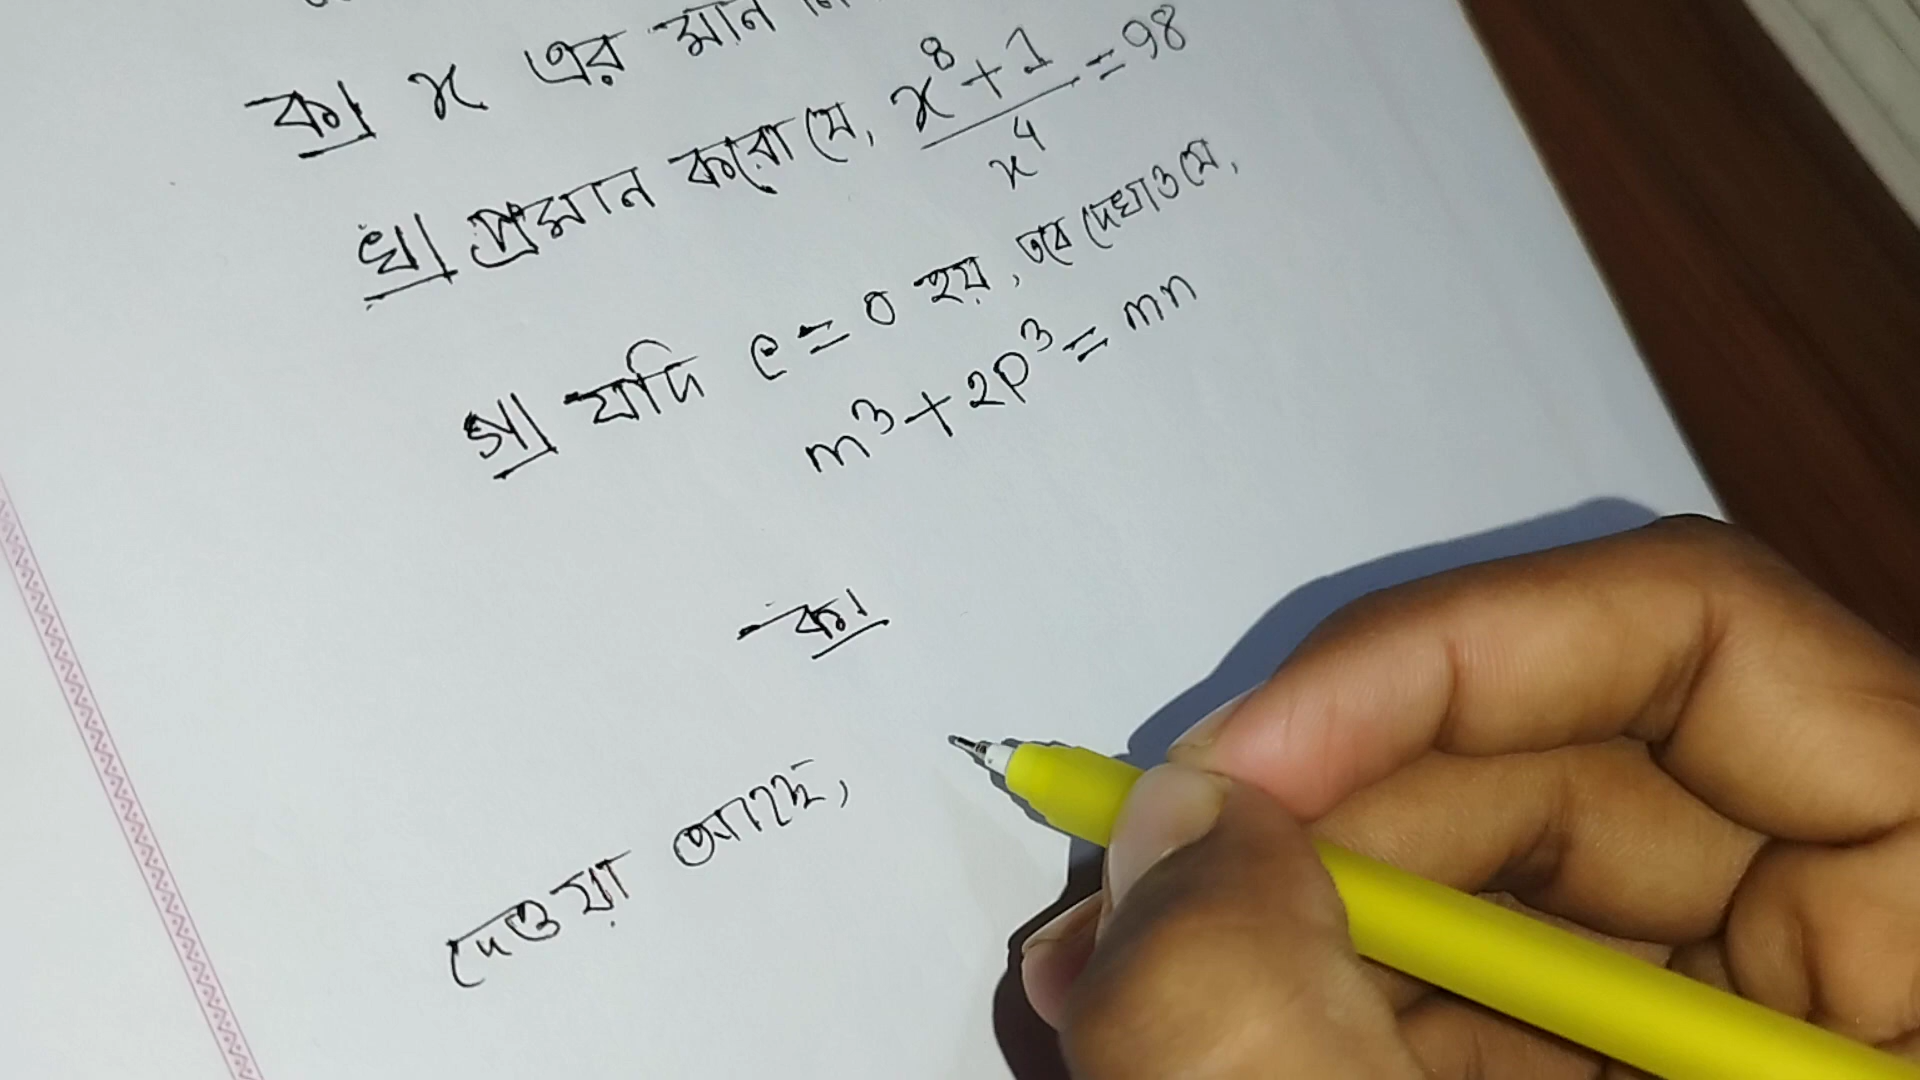 ক। x এর মান
খ। প্রমান করো যে, x⁸+1/x⁴ = 98
গ। যদি e = 0 হয়, তবে দেখাও যে,
m³ + 2p³ = mn
ক।
দেওয়া আছে,